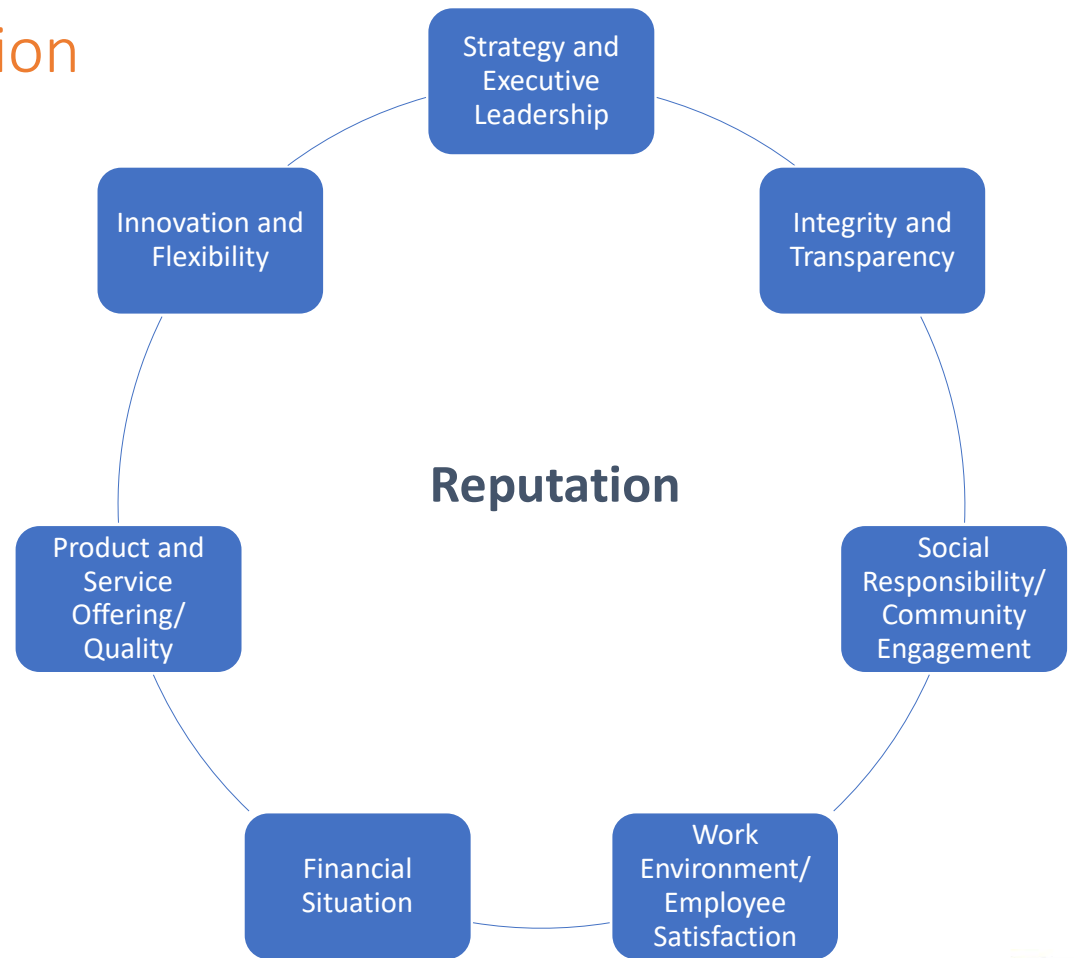 Strategy and
Executive
Leadership
Integrity and
Transparency
Social
Responsibility/
Community
Engagement
Work
Environment/
Employee
Satisfaction
Financial
Situation
Product and
Service
Offering/
Quality
Innovation and
Flexibility
Reputation